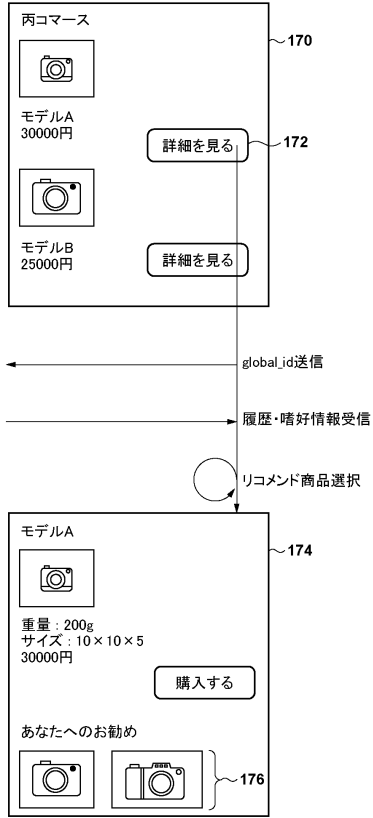 丙コマース
170
モデルA
30000円
詳細を見る
172
モデルB
25000円
詳細を見る
global_id送信
履歴・嗜好情報受信
リコメンド商品選択
モデルA
174
重量：200g
サイズ：10×10×5
30000円
購入する
あなたへのお勧め
176